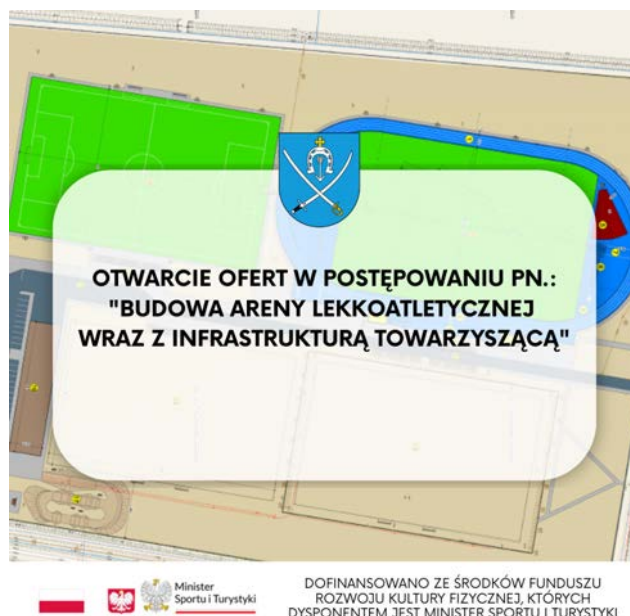 OTWARCIE OFERT W POSTĘPOWANIU PN.:
"BUDOWA ARENY LEKKOATLETYCZNEJ
WRAZ Z INFRASTRUKTURĄ TOWARZYSZĄCĄ"
Minister
Sportu i Turystyki
DOFINANSOWANO ZE ŚRODKÓW FUNDUSZU
ROZWOJU KULTURY FIZYCZNEJ, KTÓRYCH
DYSPONENTEM JEST MINISTER SPORTU I TURYSTYKI